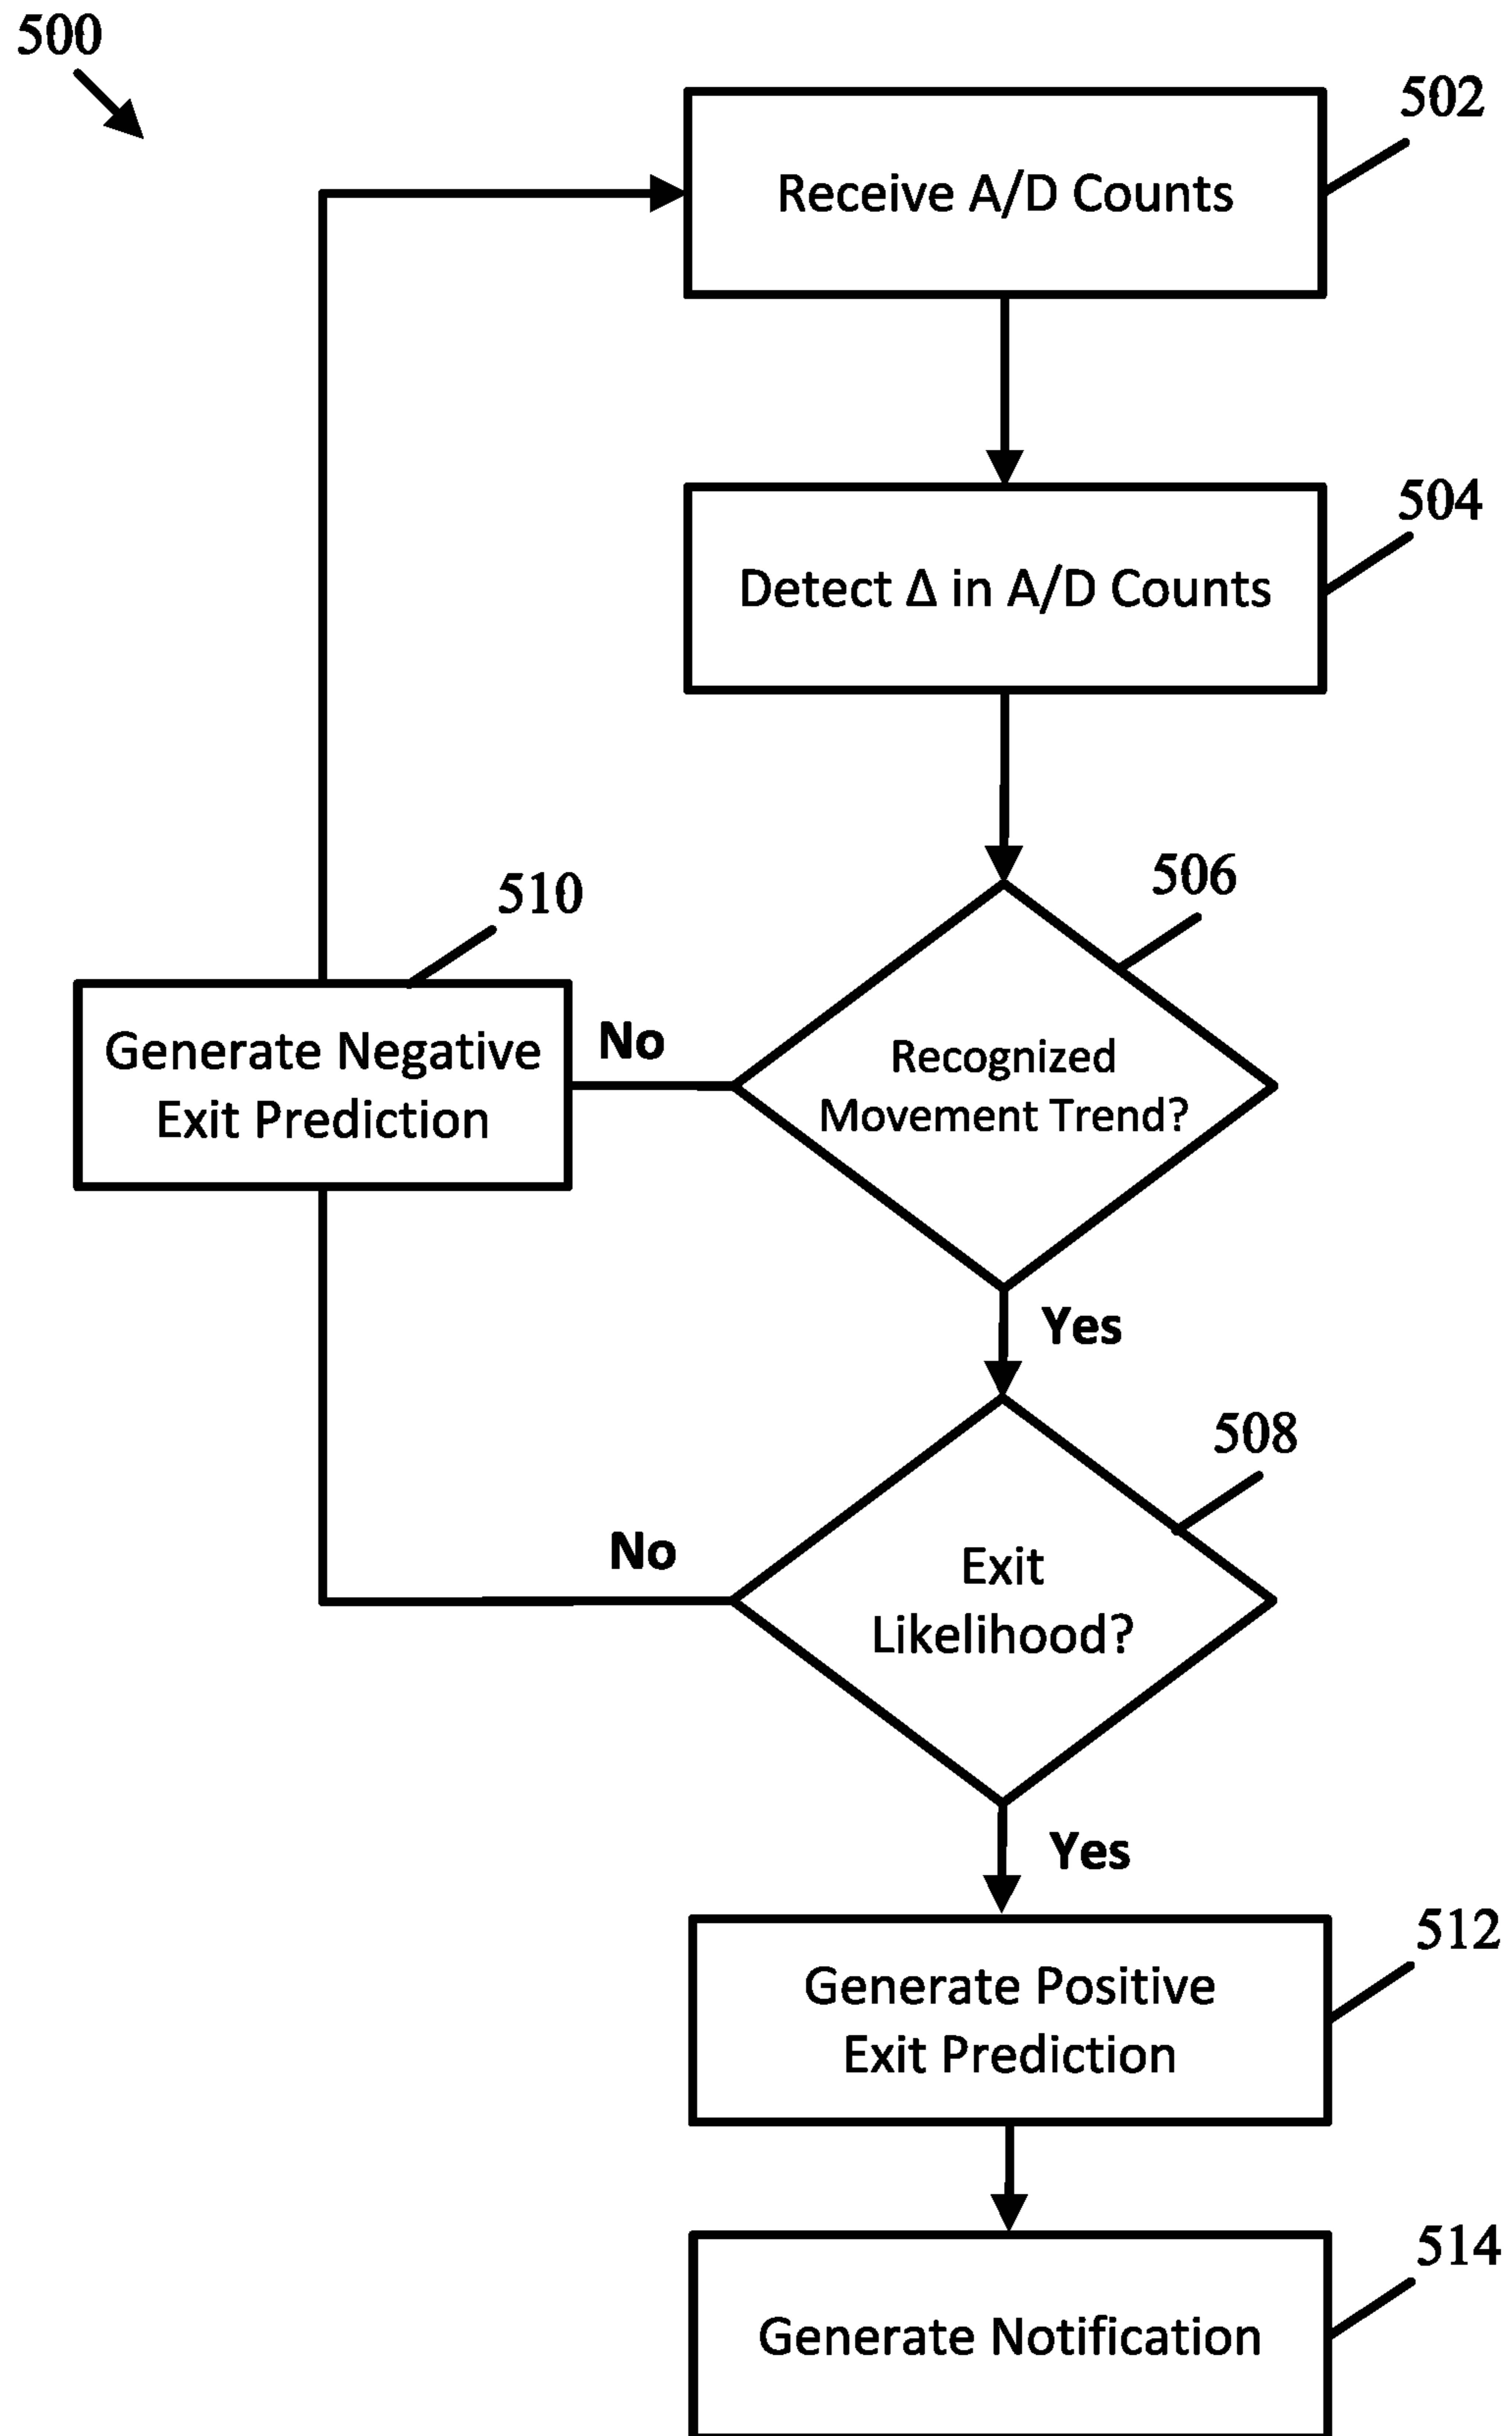 500
502
Receive A/D Counts
504
Detect Δ in A/D Counts
506
510
Generate Negative
Exit Prediction
No
Recognized
Movement Trend?
Yes
508
No
Exit
Likelihood?
Yes
512
Generate Positive
Exit Prediction
514
Generate Notification